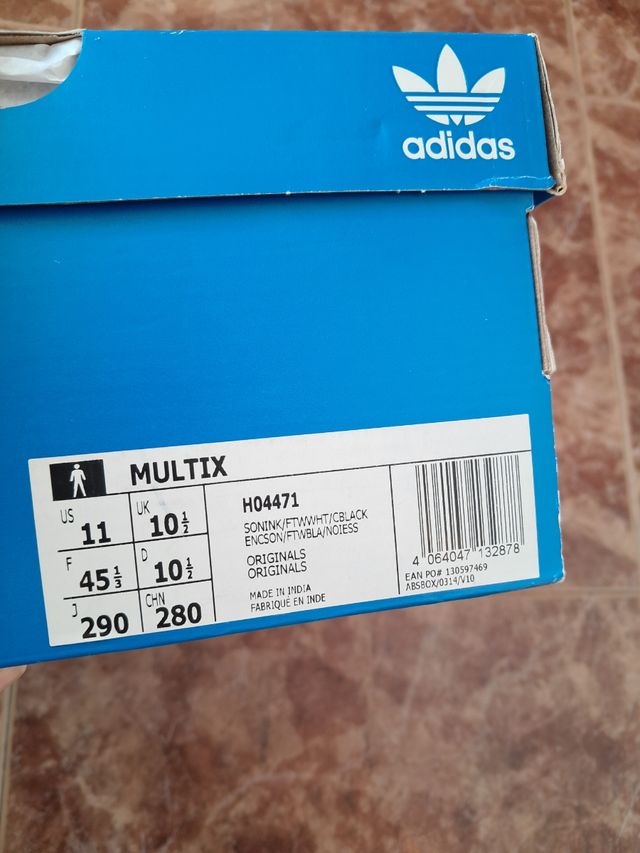 adidas
MULTIX
US 11 UK 10 ½
F 45 ⅓ D 10 ½
J 290 CHN 280
H04471
SONINK/FTWWHT/CBLACK
ENCSON/FTWBLA/NOIESS
ORIGINALS
ORIGINALS
MADE IN INDIA
FABRIQUÉ EN INDE
4 064047 132878
EAN PO# 130597469
ABSBOX/0314/V10